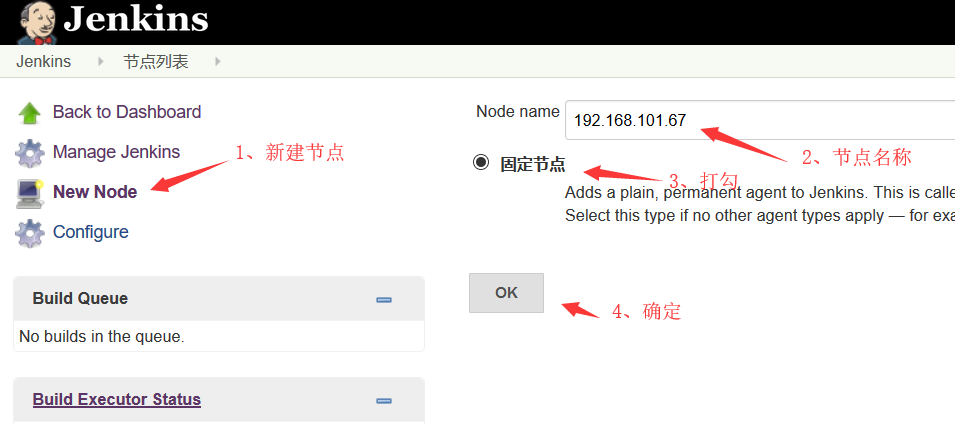 Jenkins
Jenkins 节点列表
Back to Dashboard
Manage Jenkins
New Node
Configure
1、新建节点
Node name 192.168.101.67
2、节点名称
固定节点
3、打勾
Adds a plain, permanent agent to Jenkins. This is calle
Select this type if no other agent types apply — for exa
OK
4、确定
Build Queue
No builds in the queue.
Build Executor Status